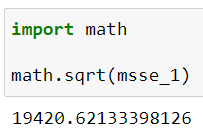 import math
math.sqrt(msse_1)
19420.62133398126